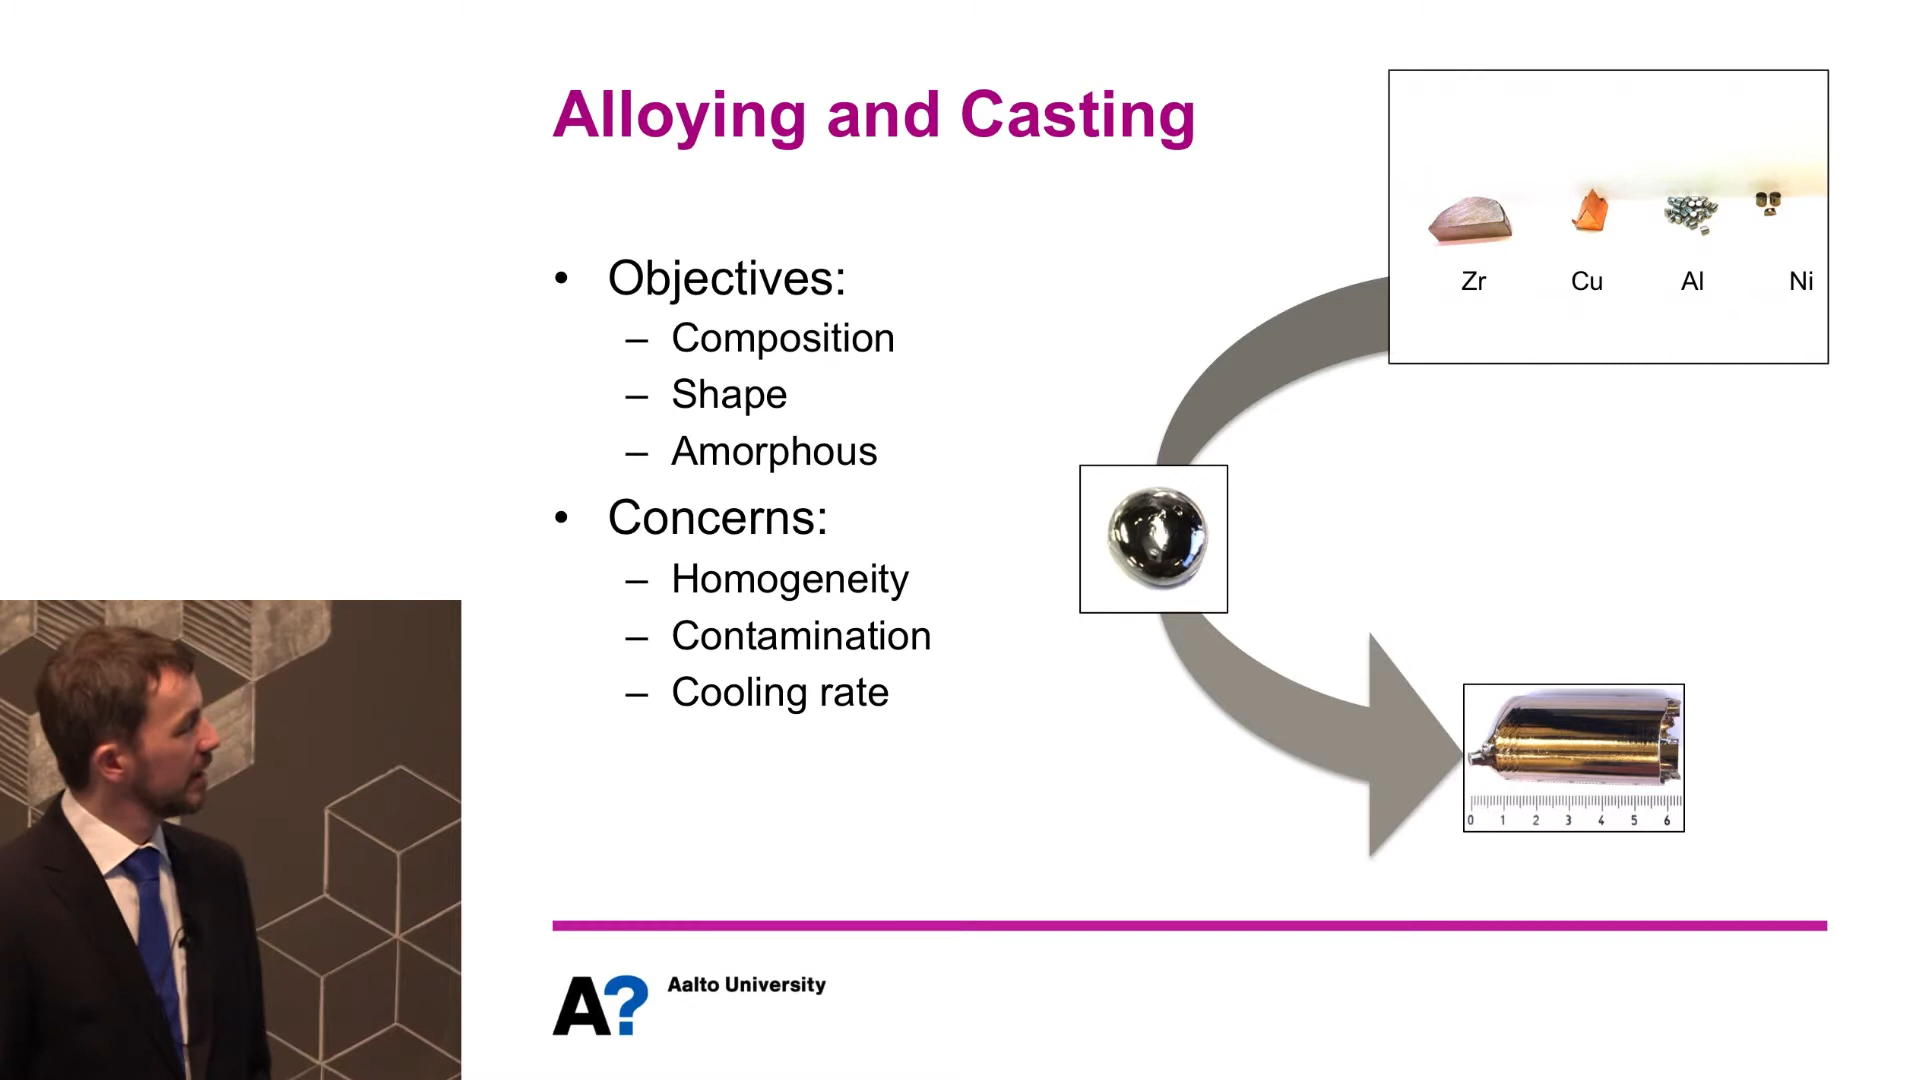 Alloying and Casting
• Objectives:
– Composition
– Shape
– Amorphous
• Concerns:
– Homogeneity
– Contamination
– Cooling rate
Zr Cu Al Ni
0 1 2 3 4 5 6
A?
Aalto University